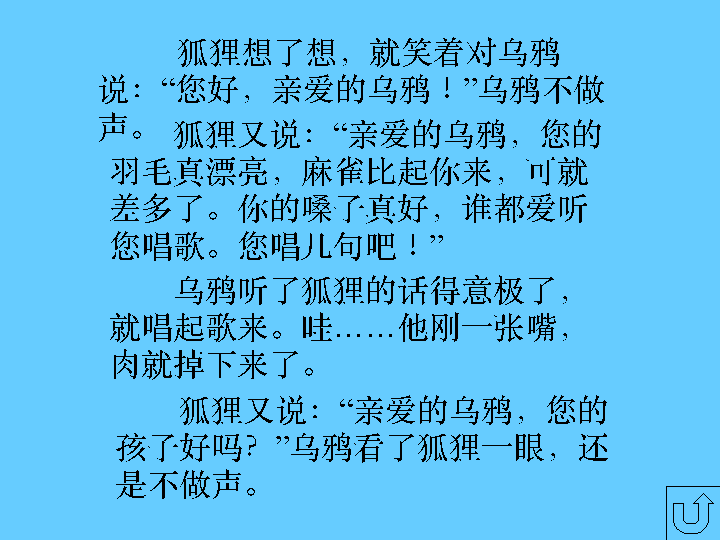 狐狸想了想，就笑着对乌鸦
说：“您好，亲爱的乌鸦！”乌鸦不做
声。
狐狸又说：“亲爱的乌鸦，您的
羽毛真漂亮，麻雀比起你来，可就
差多了。你的嗓子真好，谁都爱听
您唱歌。您唱几句吧！”
乌鸦听了狐狸的话得意极了，
就唱起歌来。哇……他刚一张嘴，
肉就掉下来了。
狐狸又说：“亲爱的乌鸦，您的
孩子好吗？”乌鸦看了狐狸一眼，还
是不做声。